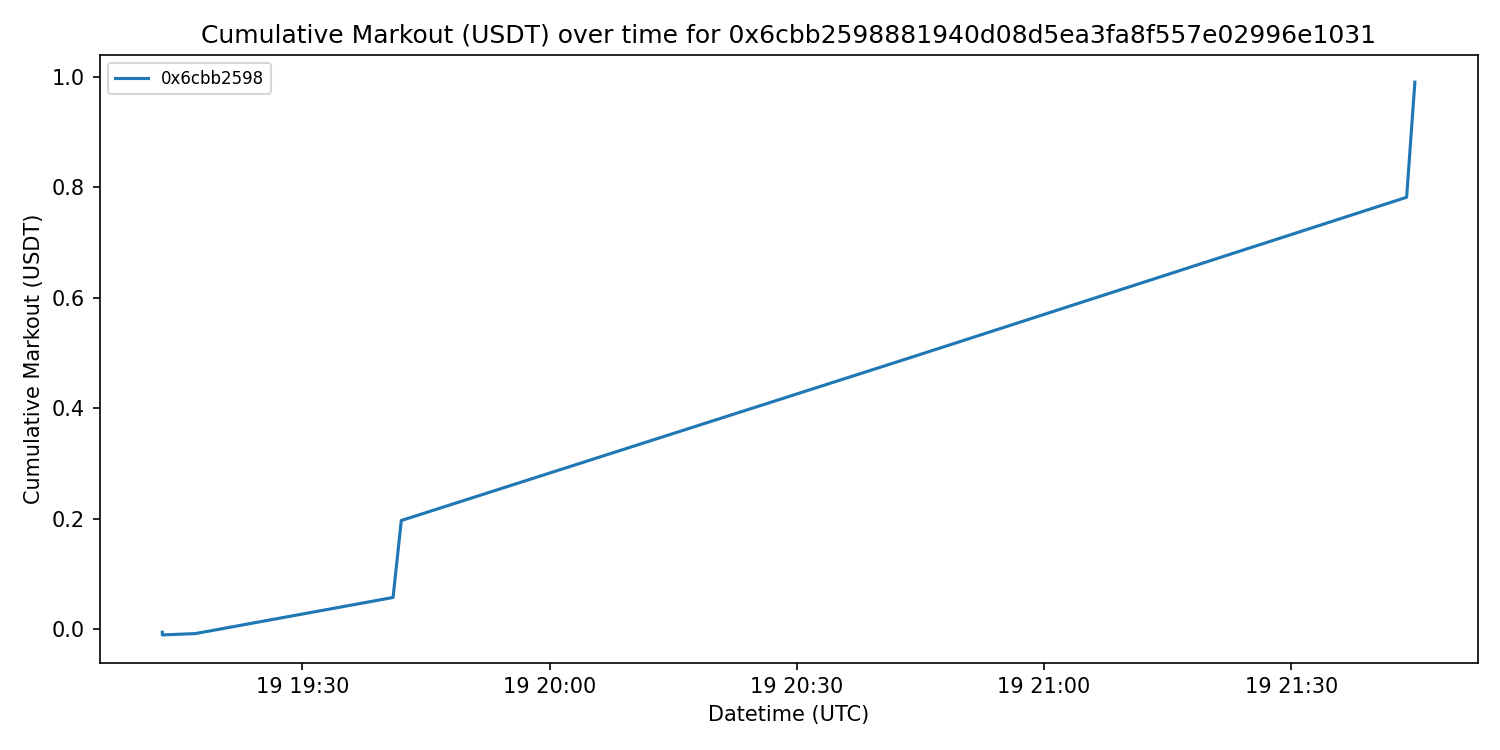 Cumulative Markout (USDT) over time for 0x6cbb2598881940d08d5ea3fa8f557e02996e1031
0x6cbb2598
Cumulative Markout (USDT)
1.0
0.8
0.6
0.4
0.2
0.0
19 19:30
19 20:00
19 20:30
19 21:00
19 21:30
Datetime (UTC)